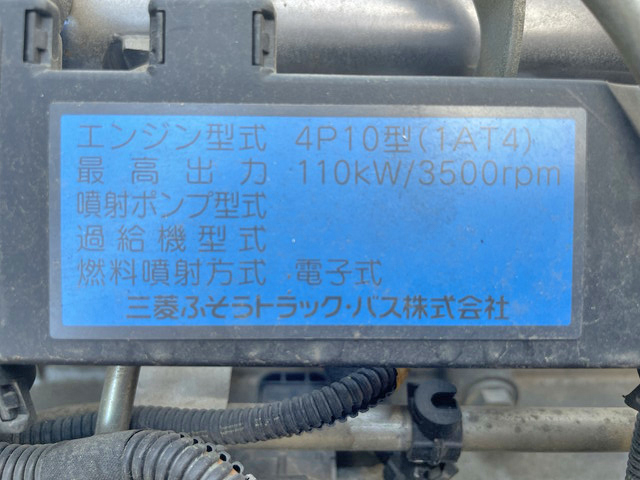 エンジン型式 4P10型(1AT4)
最高出力 110kW/3500rpm
噴射ポンプ型式
過給機型式
燃料噴射方式 電子式
三菱ふそうトラック・バス株式会社